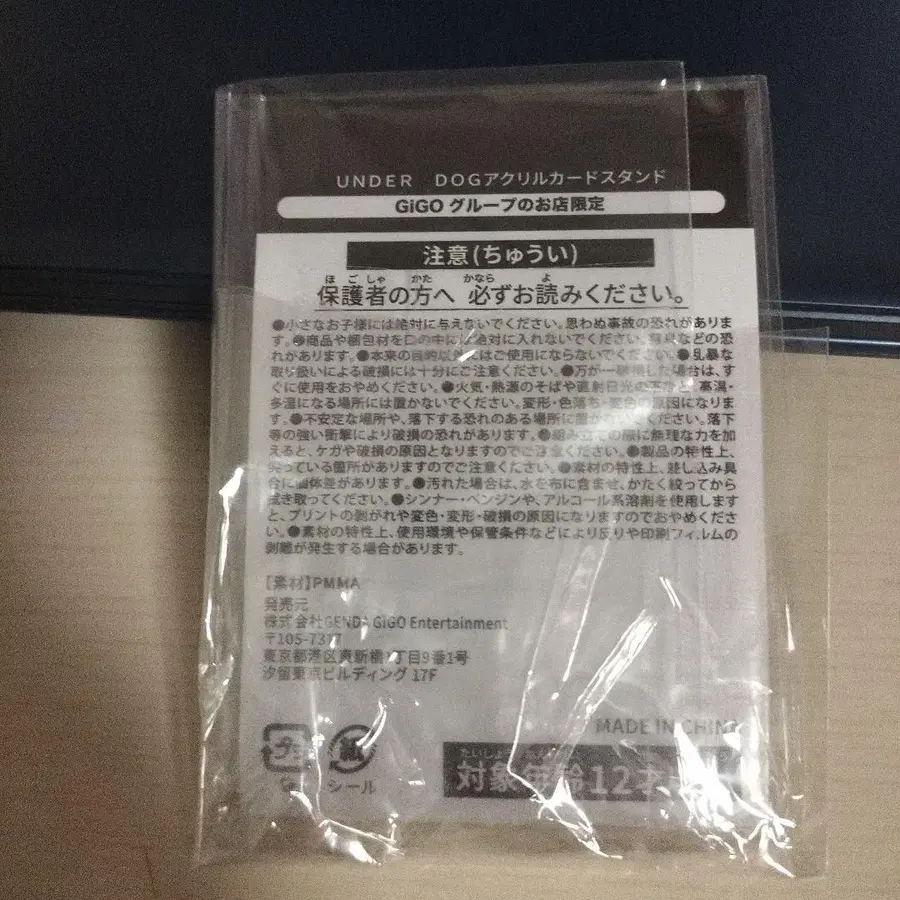 UNDER DOGアクリルカードスタンド
GiGO グループのお店限定
注意(ちゅうい)
ほごしゃ かた かなら よ
保護者の方へ 必ずお読みください。
●小さなお子様には絶対に与えないでください。思わぬ事故の恐れがありま
す。●商品や梱包材を口の中には絶対に入れないでください。窒息などの恐
れがあります。●本来の目的以外にはご使用にならないでください。●乱暴な
取り扱いによる破損には十分にご注意ください。●万が一破損した場合は、すぐ
に使用をおやめください。●火気・熱源のそばや直射日光の下など、高温・
多湿になる場所には置かないでください。変形・色落ち・変色の原因になりま
す。●不安定な場所や、落下する恐れのある場所に置かないでください。落下
等の強い衝撃により破損の恐れがあります。●組み立ての際に無理な力を加
えると、ケガや破損の原因となりますのでご注意ください。●製品の特性上、
尖っている箇所がありますのでご注意ください。●素材の特性上、差し込み具
合に個体差があります。●汚れた場合は、水を布に含ませ、かたく絞ってから
拭き取ってください。●シンナー・ベンジンや、アルコール系溶剤を使用します
と、プリントの剥がれや変色・変形・破損の原因になりますのでおやめくださ
い。●素材の特性上、使用環境や保管条件などにより反りや印刷フィルムの
剥離が発生する場合があります。
【素材】PMMA
発売元
株式会社GENDA GiGO Entertainment
〒105-7317
東京都港区東新橋1丁目9番1号
汐留東京ビルディング 17F
MADE IN CHINA
プラ
紙
シール
対象年齢12才